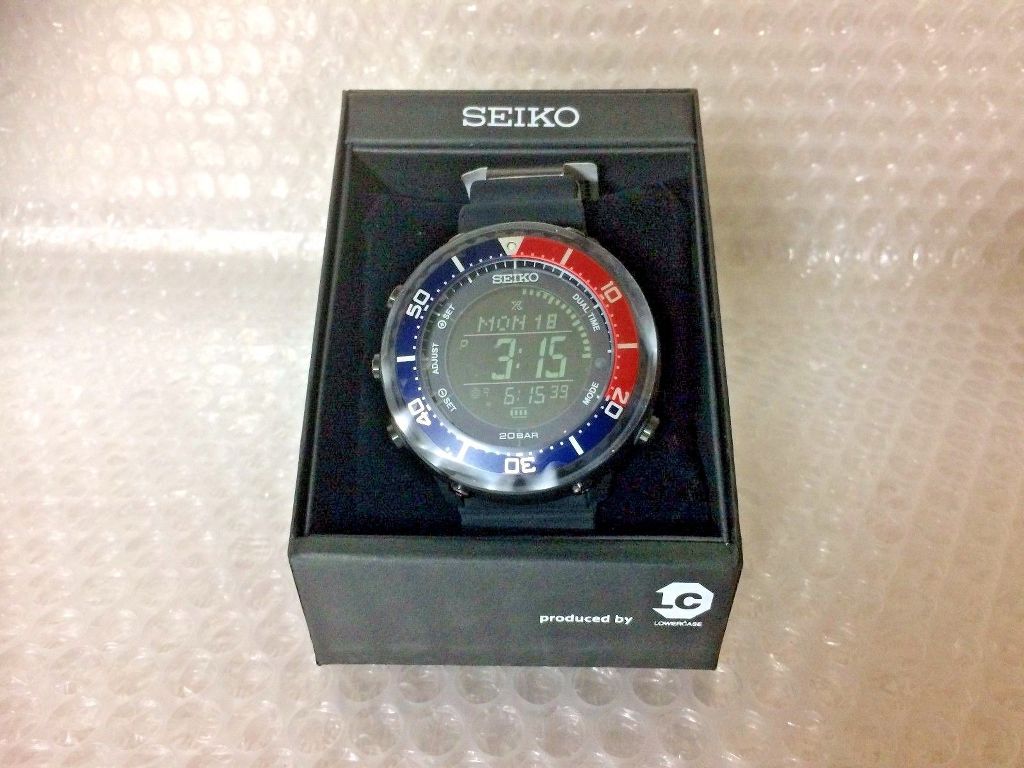 SEIKO
SEIKO
50
10
SET
DUAL TIME
MON 18
ADJUST
P
3:15
SET
MODE
6:15 39
40
20
20BAR
30
produced by
LC
LOWERCASE